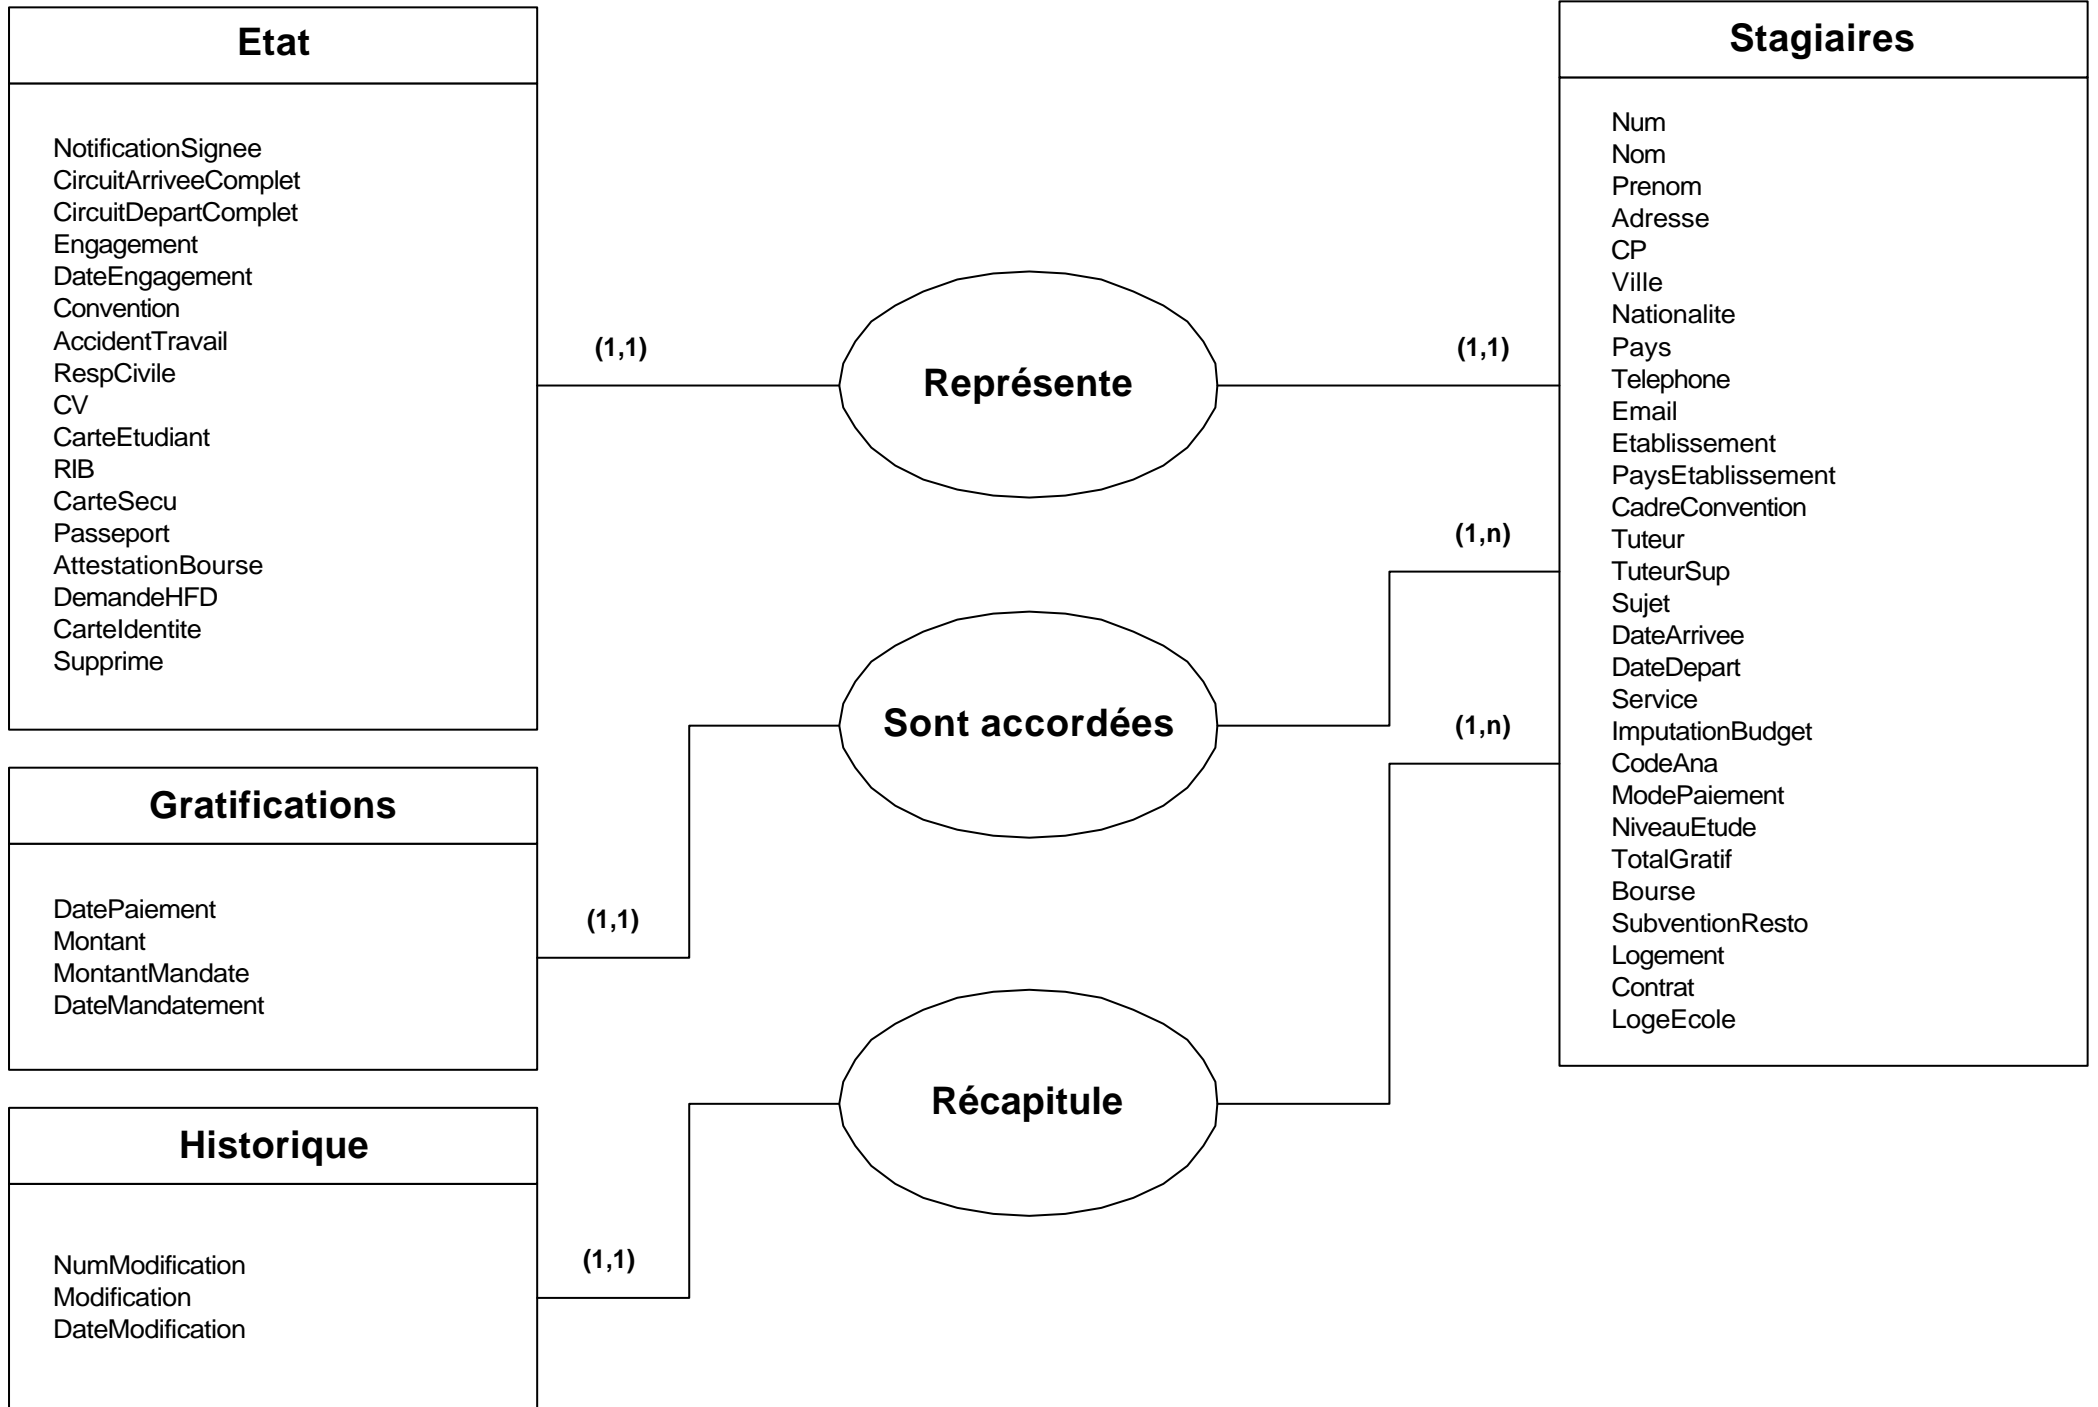 Etat
NotificationSignee
CircuitArriveeComplet
CircuitDepartComplet
Engagement
DateEngagement
Convention
AccidentTravail
RespCivile
CV
CarteEtudiant
RIB
CarteSecu
Passeport
AttestationBourse
DemandeHFD
CarteIdentite
Supprime
Gratifications
DatePaiement
Montant
MontantMandate
DateMandatement
Historique
NumModification
Modification
DateModification
(1,1)
Représente
(1,1)
(1,n)
Sont accordées
(1,1)
(1,n)
Récapitule
(1,1)
Stagiaires
Num
Nom
Prenom
Adresse
CP
Ville
Nationalite
Pays
Telephone
Email
Etablissement
PaysEtablissement
CadreConvention
Tuteur
TuteurSup
Sujet
DateArrivee
DateDepart
Service
ImputationBudget
CodeAna
ModePaiement
NiveauEtude
TotalGratif
Bourse
SubventionResto
Logement
Contrat
LogeEcole